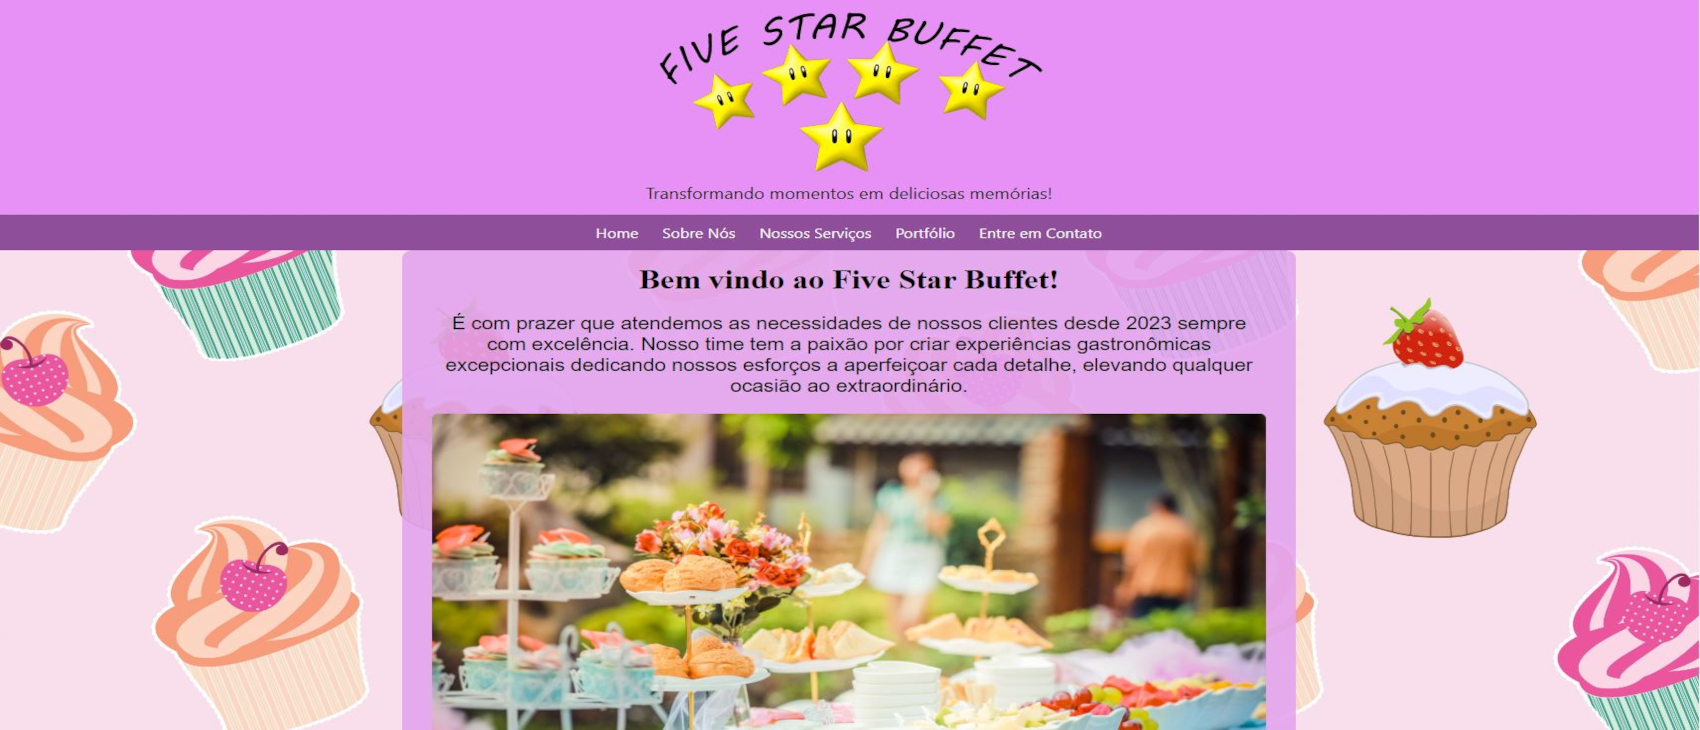 FIVE STAR BUFFET
Transformando momentos em deliciosas memórias!
Home Sobre Nós Nossos Serviços Portfólio Entre em Contato
Bem vindo ao Five Star Buffet!
É com prazer que atendemos as necessidades de nossos clientes desde 2023 sempre
com excelência. Nosso time tem a paixão por criar experiências gastronômicas
excepcionais dedicando nossos esforços a aperfeiçoar cada detalhe, elevando qualquer
ocasião ao extraordinário.